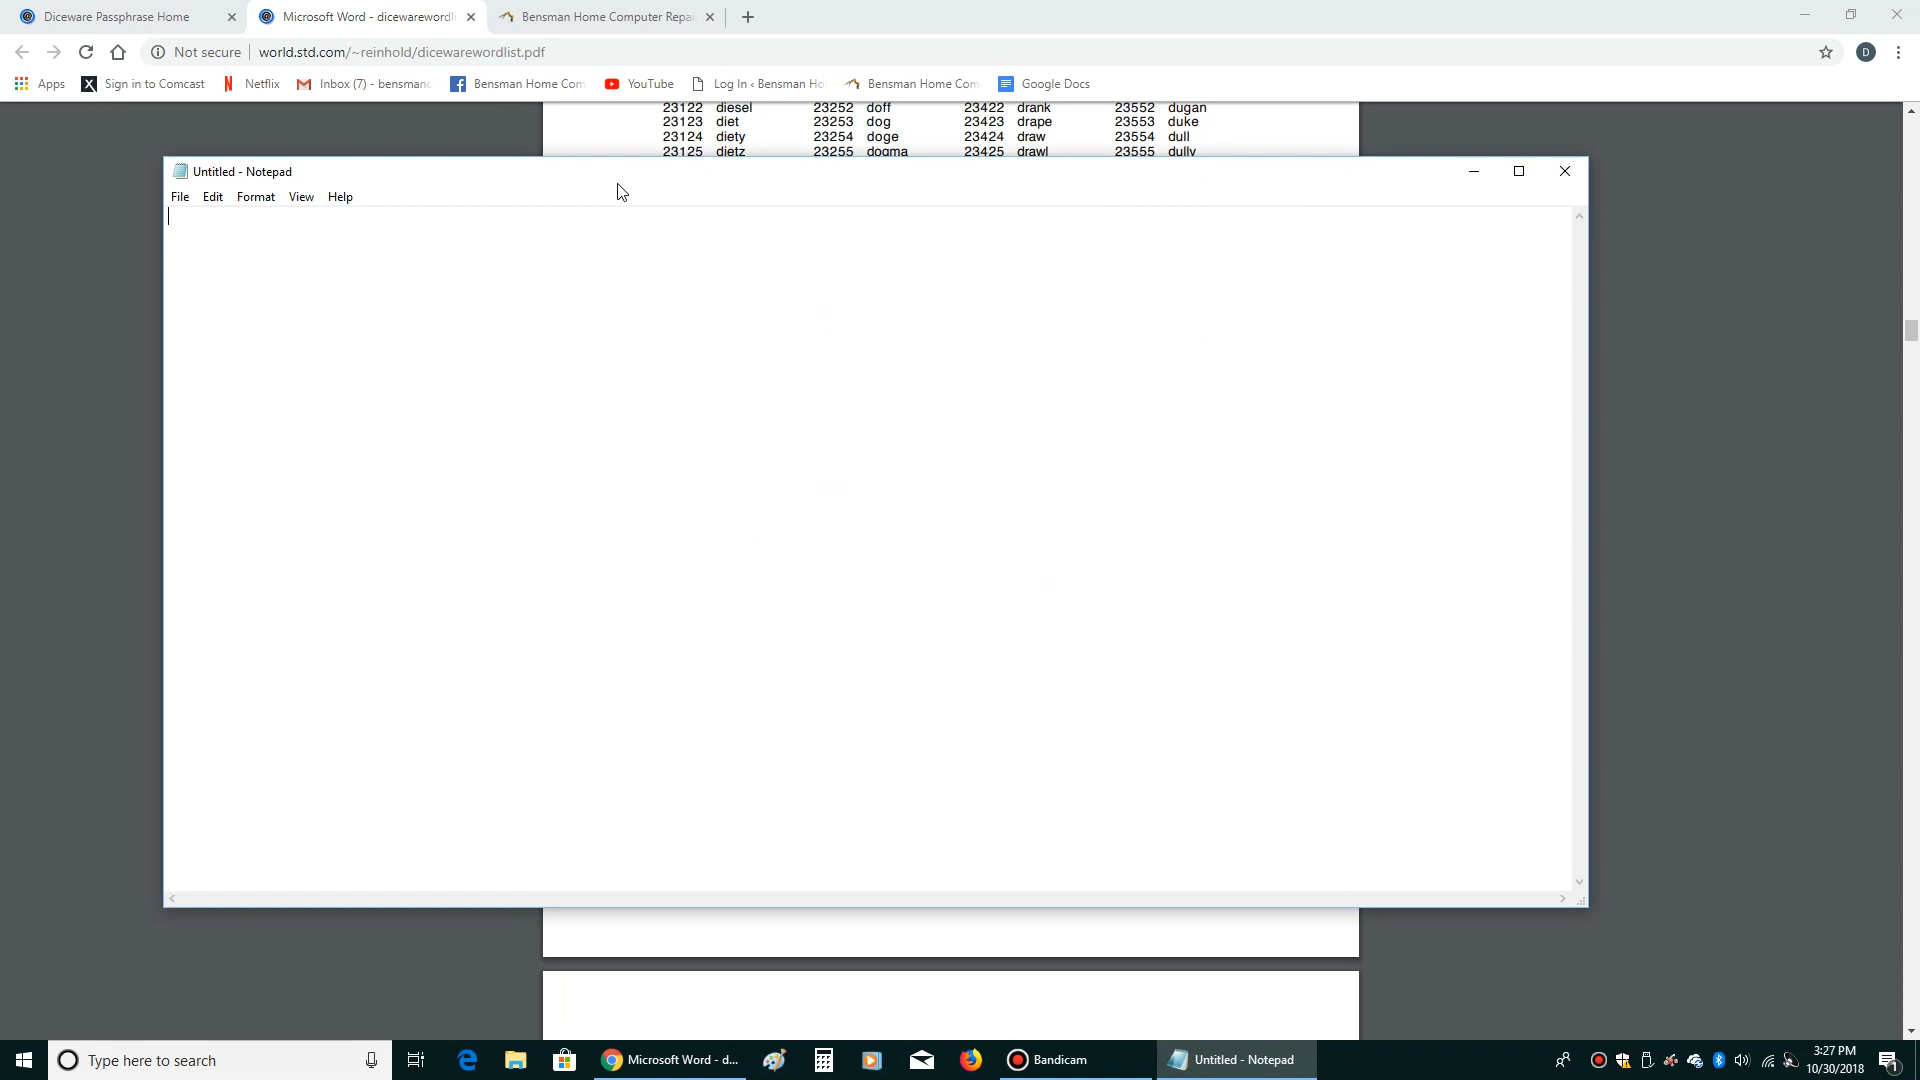 Diceware Passphrase Home
Microsoft Word - dicewarewordli
Bensman Home Computer Repa
Not secure
world.std.com/~reinhold/dicewarewordlist.pdf
D
Apps
Sign in to Comcast
Netflix
Inbox (7) - bensmanc
Bensman Home Com
YouTube
Log In ‹ Bensman Ho
Bensman Home Com
Google Docs
23122 diesel 23252 doff 23422 drank 23552 dugan
23123 diet 23253 dog 23423 drape 23553 duke
23124 diety 23254 doge 23424 draw 23554 dull
23125 dietz 23255 dogma 23425 drawl 23555 dully
Untitled - Notepad
File Edit Format View Help
Type here to search
Microsoft Word - d...
Bandicam
Untitled - Notepad
3:27 PM
10/30/2018
1